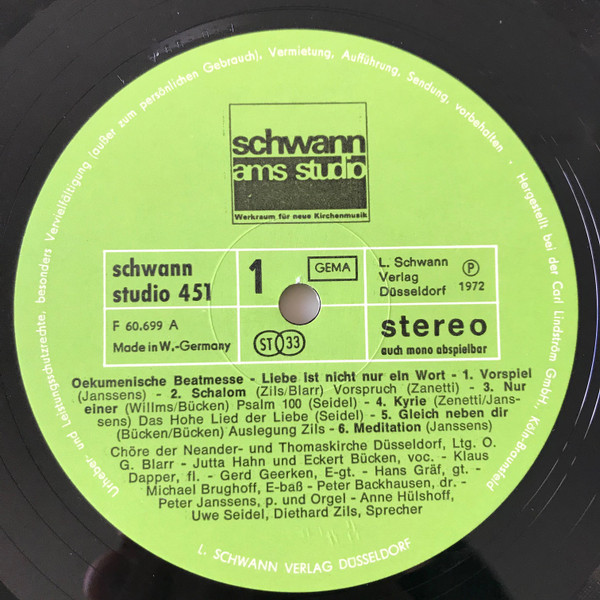 Urheber- und Leistungsschutzrechte, besonders Vervielfältigung (außer zum persönlichen Gebrauch), Vermietung, Aufführung, Sendung, vorbehalten · Hergestellt bei der Carl Lindström GmbH., Köln-Braunsfeld
schwann
ams studio
Werkraum für neue Kirchenmusik
schwann
studio 451
1
GEMA
L. Schwann
Verlag
Düsseldorf
P
1972
F 60.699 A
Made in W.-Germany
ST 33
stereo
auch mono abspielbar
Oekumenische Beatmesse - Liebe ist nicht nur ein Wort - 1. Vorspiel
(Janssens) - 2. Schalom (Zils/Blarr) Vorspruch (Zanetti) - 3. Nur
einer (Willms/Bücken) Psalm 100 (Seidel) - 4. Kyrie (Zenetti/Jans-
sens) Das Hohe Lied der Liebe (Seidel) - 5. Gleich neben dir
(Bücken/Bücken) Auslegung Zils - 6. Meditation (Janssens)
Chöre der Neander- und Thomaskirche Düsseldorf, Ltg. O.
G. Blarr - Jutta Hahn und Eckert Bücken, voc. - Klaus
Dapper, fl. - Gerd Geerken, E-gt. - Hans Gräf, gt. -
Michael Brughoff, E-baß - Peter Backhausen, dr. -
Peter Janssens, p. und Orgel - Anne Hülshoff,
Uwe Seidel, Diethard Zils, Sprecher
L. SCHWANN VERLAG DÜSSELDORF